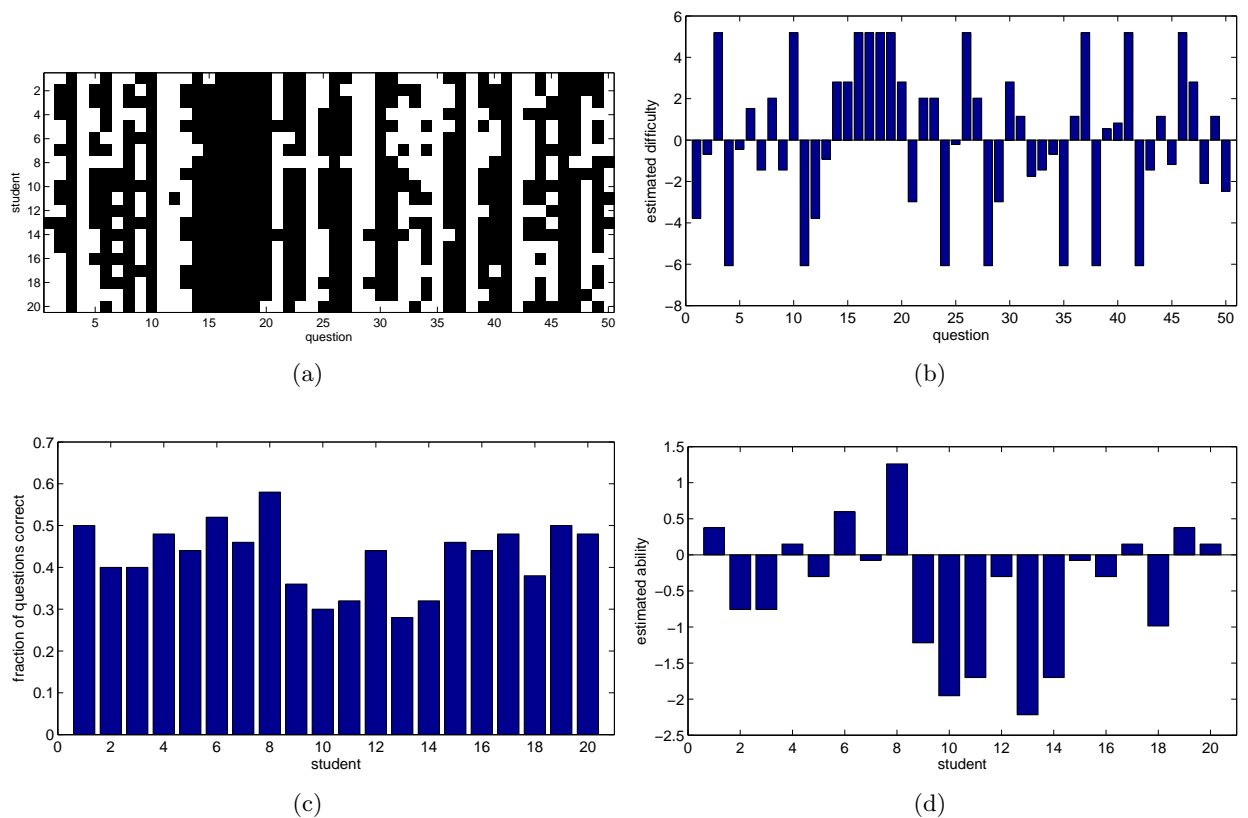 2
4
6
8
10
12
14
16
18
20
student
5 10 15 20 25 30 35 40 45 50
question
(a)
6
4
2
0
−2
−4
−6
−8
estimated difficulty
0 5 10 15 20 25 30 35 40 45 50
question
(b)
0.7
0.6
0.5
0.4
0.3
0.2
0.1
0
fraction of questions correct
0 2 4 6 8 10 12 14 16 18 20
student
(c)
1.5
1
0.5
0
−0.5
−1
−1.5
−2
−2.5
estimated ability
2 4 6 8 10 12 14 16 18 20
student
(d)